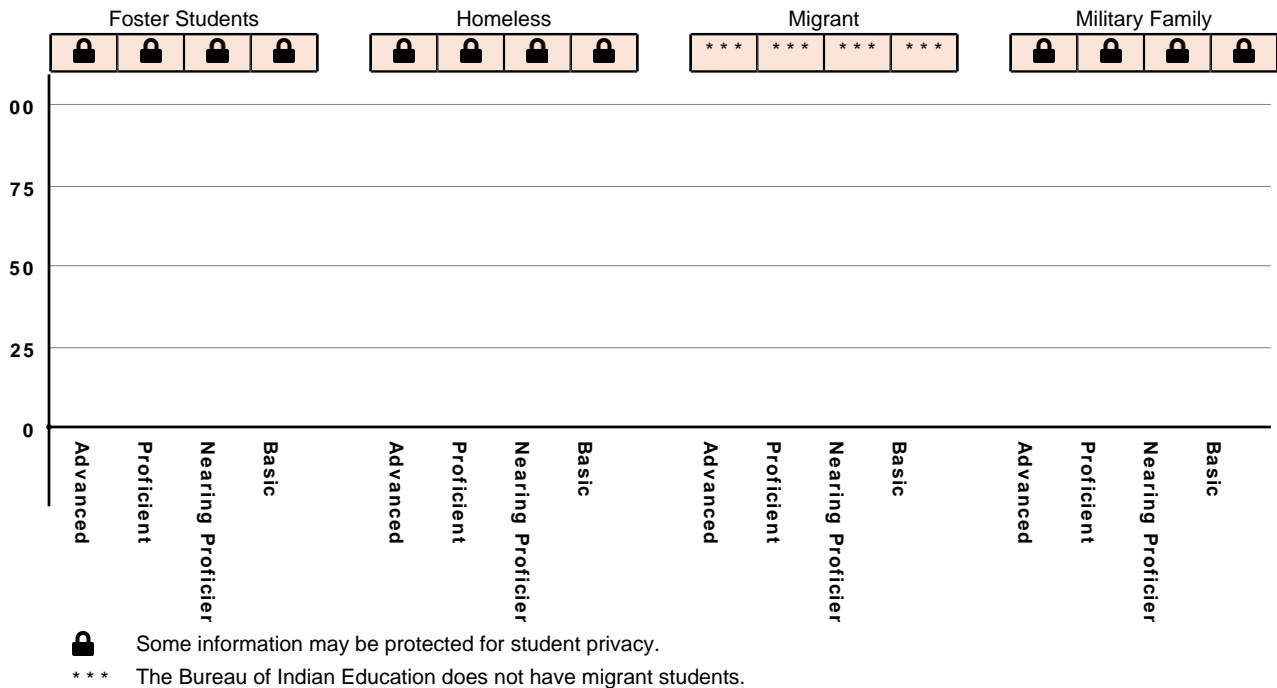 Foster Students Homeless Migrant Military Family
* * * * * * * * * * * *
00
75
50
25
0
Advanced Proficient Nearing Proficier Basic Advanced Proficient Nearing Proficier Basic Advanced Proficient Nearing Proficier Basic Advanced Proficient Nearing Proficier Basic
Some information may be protected for student privacy.
* * * The Bureau of Indian Education does not have migrant students.